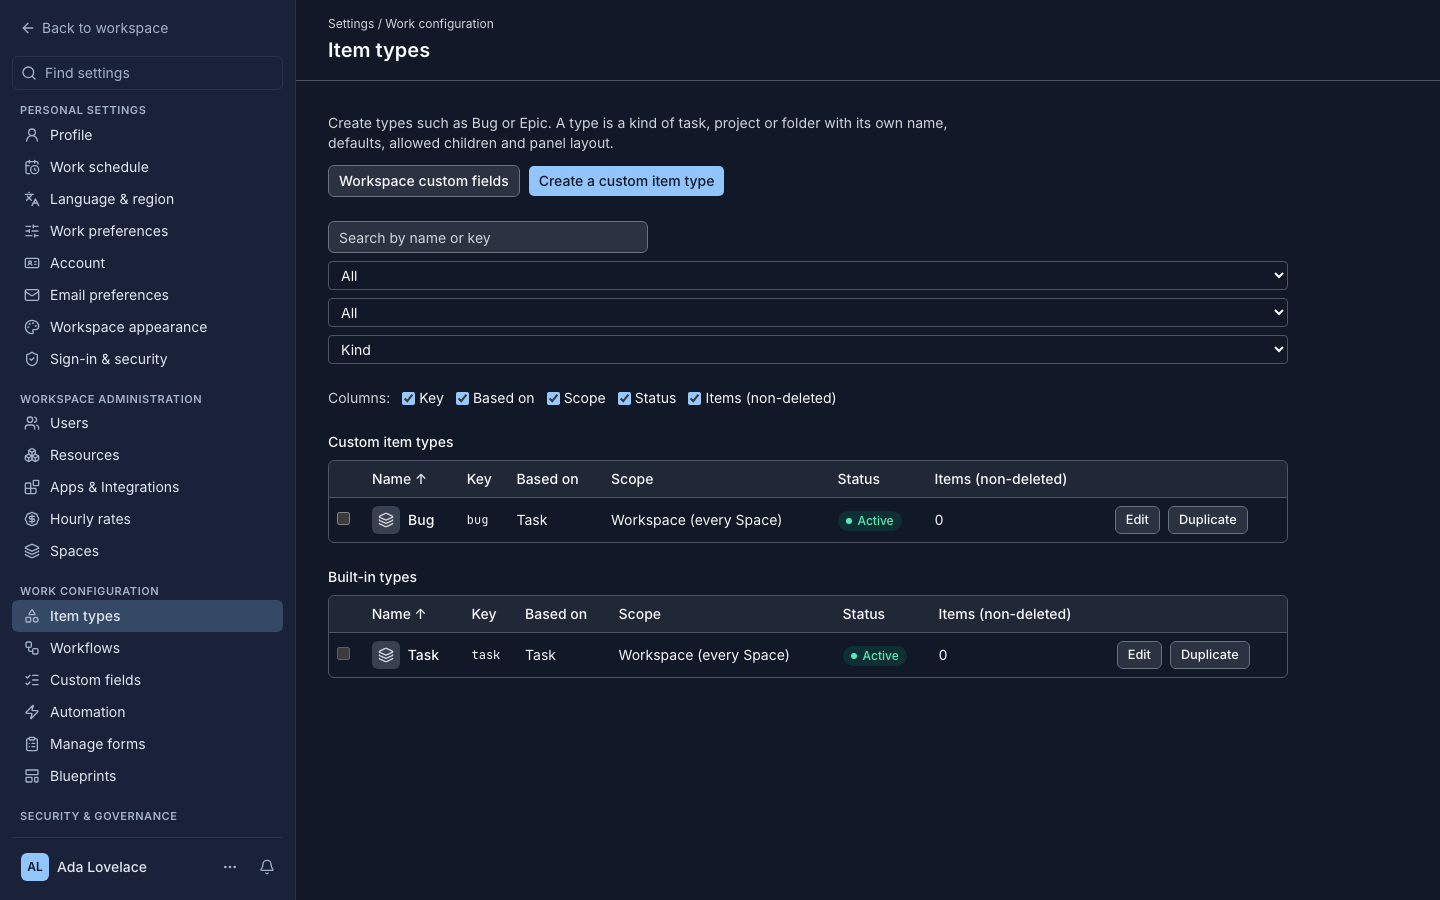 Back to workspace
Find settings
PERSONAL SETTINGS
Profile
Work schedule
Language & region
Work preferences
Account
Email preferences
Workspace appearance
Sign-in & security
WORKSPACE ADMINISTRATION
Users
Resources
Apps & Integrations
Hourly rates
Spaces
WORK CONFIGURATION
Item types
Workflows
Custom fields
Automation
Manage forms
Blueprints
SECURITY & GOVERNANCE
AL Ada Lovelace
Settings / Work configuration
Item types
Create types such as Bug or Epic. A type is a kind of task, project or folder with its own name,
defaults, allowed children and panel layout.
Workspace custom fields Create a custom item type
Search by name or key
All
All
Kind
Columns: Key Based on Scope Status Items (non-deleted)
Custom item types
Name ↑ Key Based on Scope Status Items (non-deleted)
Bug bug Task Workspace (every Space) Active 0 Edit Duplicate
Built-in types
Name ↑ Key Based on Scope Status Items (non-deleted)
Task task Task Workspace (every Space) Active 0 Edit Duplicate